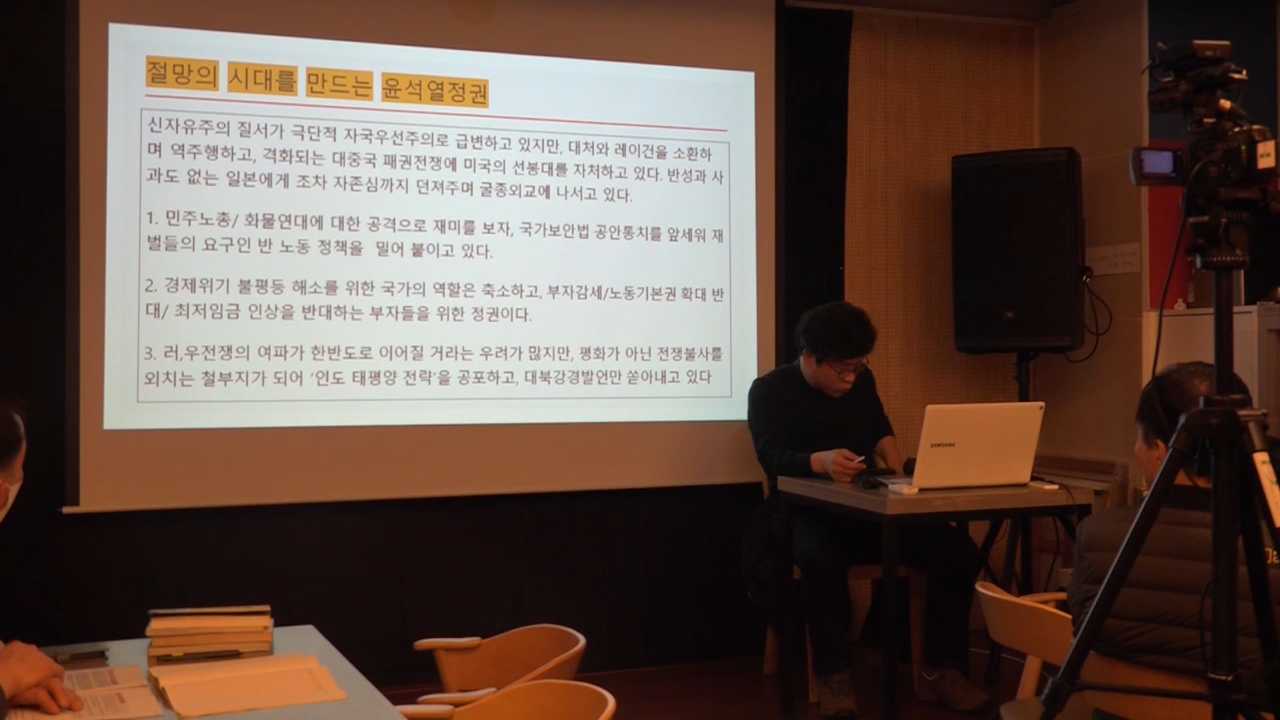 절망의 시대를 만드는 윤석열정권
신자유주의 질서가 극단적 자국우선주의로 급변하고 있지만, 대처와 레이건을 소환하
며 역주행하고, 격화되는 대중국 패권전쟁에 미국의 선봉대를 자처하고 있다. 반성과 사
과도 없는 일본에게 조차 자존심까지 던져주며 굴종외교에 나서고 있다.
1. 민주노총/ 화물연대에 대한 공격으로 재미를 보자, 국가보안법 공안통치를 앞세워 재
벌들의 요구인 반 노동 정책을 밀어 붙이고 있다.
2. 경제위기 불평등 해소를 위한 국가의 역할은 축소하고, 부자감세/노동기본권 확대 반
대/ 최저임금 인상을 반대하는 부자들을 위한 정권이다.
3. 러,우전쟁의 여파가 한반도로 이어질 거라는 우려가 많지만, 평화가 아닌 전쟁불사를
외치는 철부지가 되어 '인도 태평양 전략'을 공포하고, 대북강경발언만 쏟아내고 있다
SAMSUNG